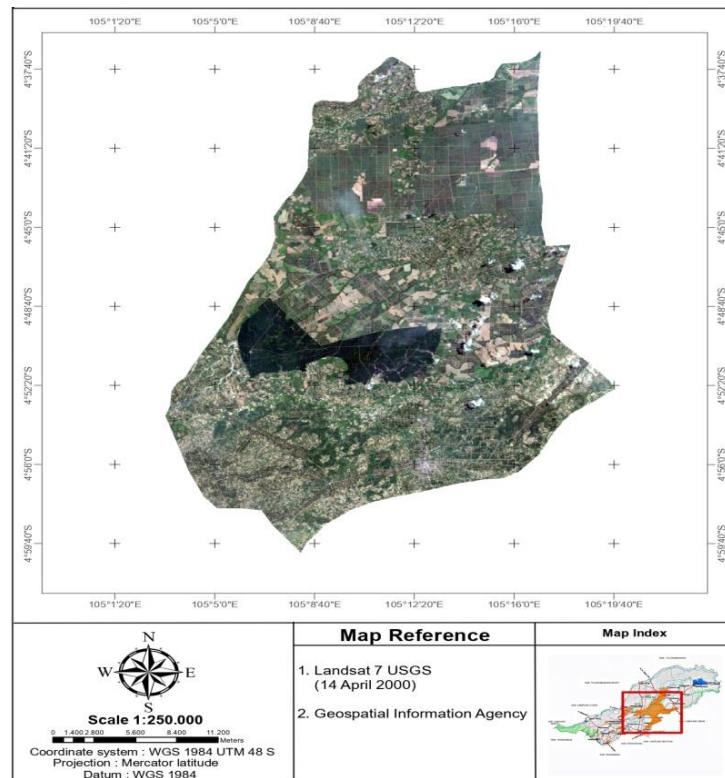 105°1'20"E 105°5'0"E 105°8'40"E 105°12'20"E 105°16'0"E 105°19'40"E
4°37'40"S 4°37'40"S
4°41'20"S 4°41'20"S
4°45'0"S 4°45'0"S
4°48'40"S 4°48'40"S
4°52'20"S 4°52'20"S
4°56'0"S 4°56'0"S
4°59'40"S 4°59'40"S
105°1'20"E 105°5'0"E 105°8'40"E 105°12'20"E 105°16'0"E 105°19'40"E
N
W E
S
Scale 1:250.000
0 1.400 2.800 5.600 8.400 11.200
Meters
Coordinate system : WGS 1984 UTM 48 S
Projection : Mercator latitude
Datum : WGS 1984
Map Reference
1. Landsat 7 USGS
(14 April 2000)
2. Geospatial Information Agency
Map Index